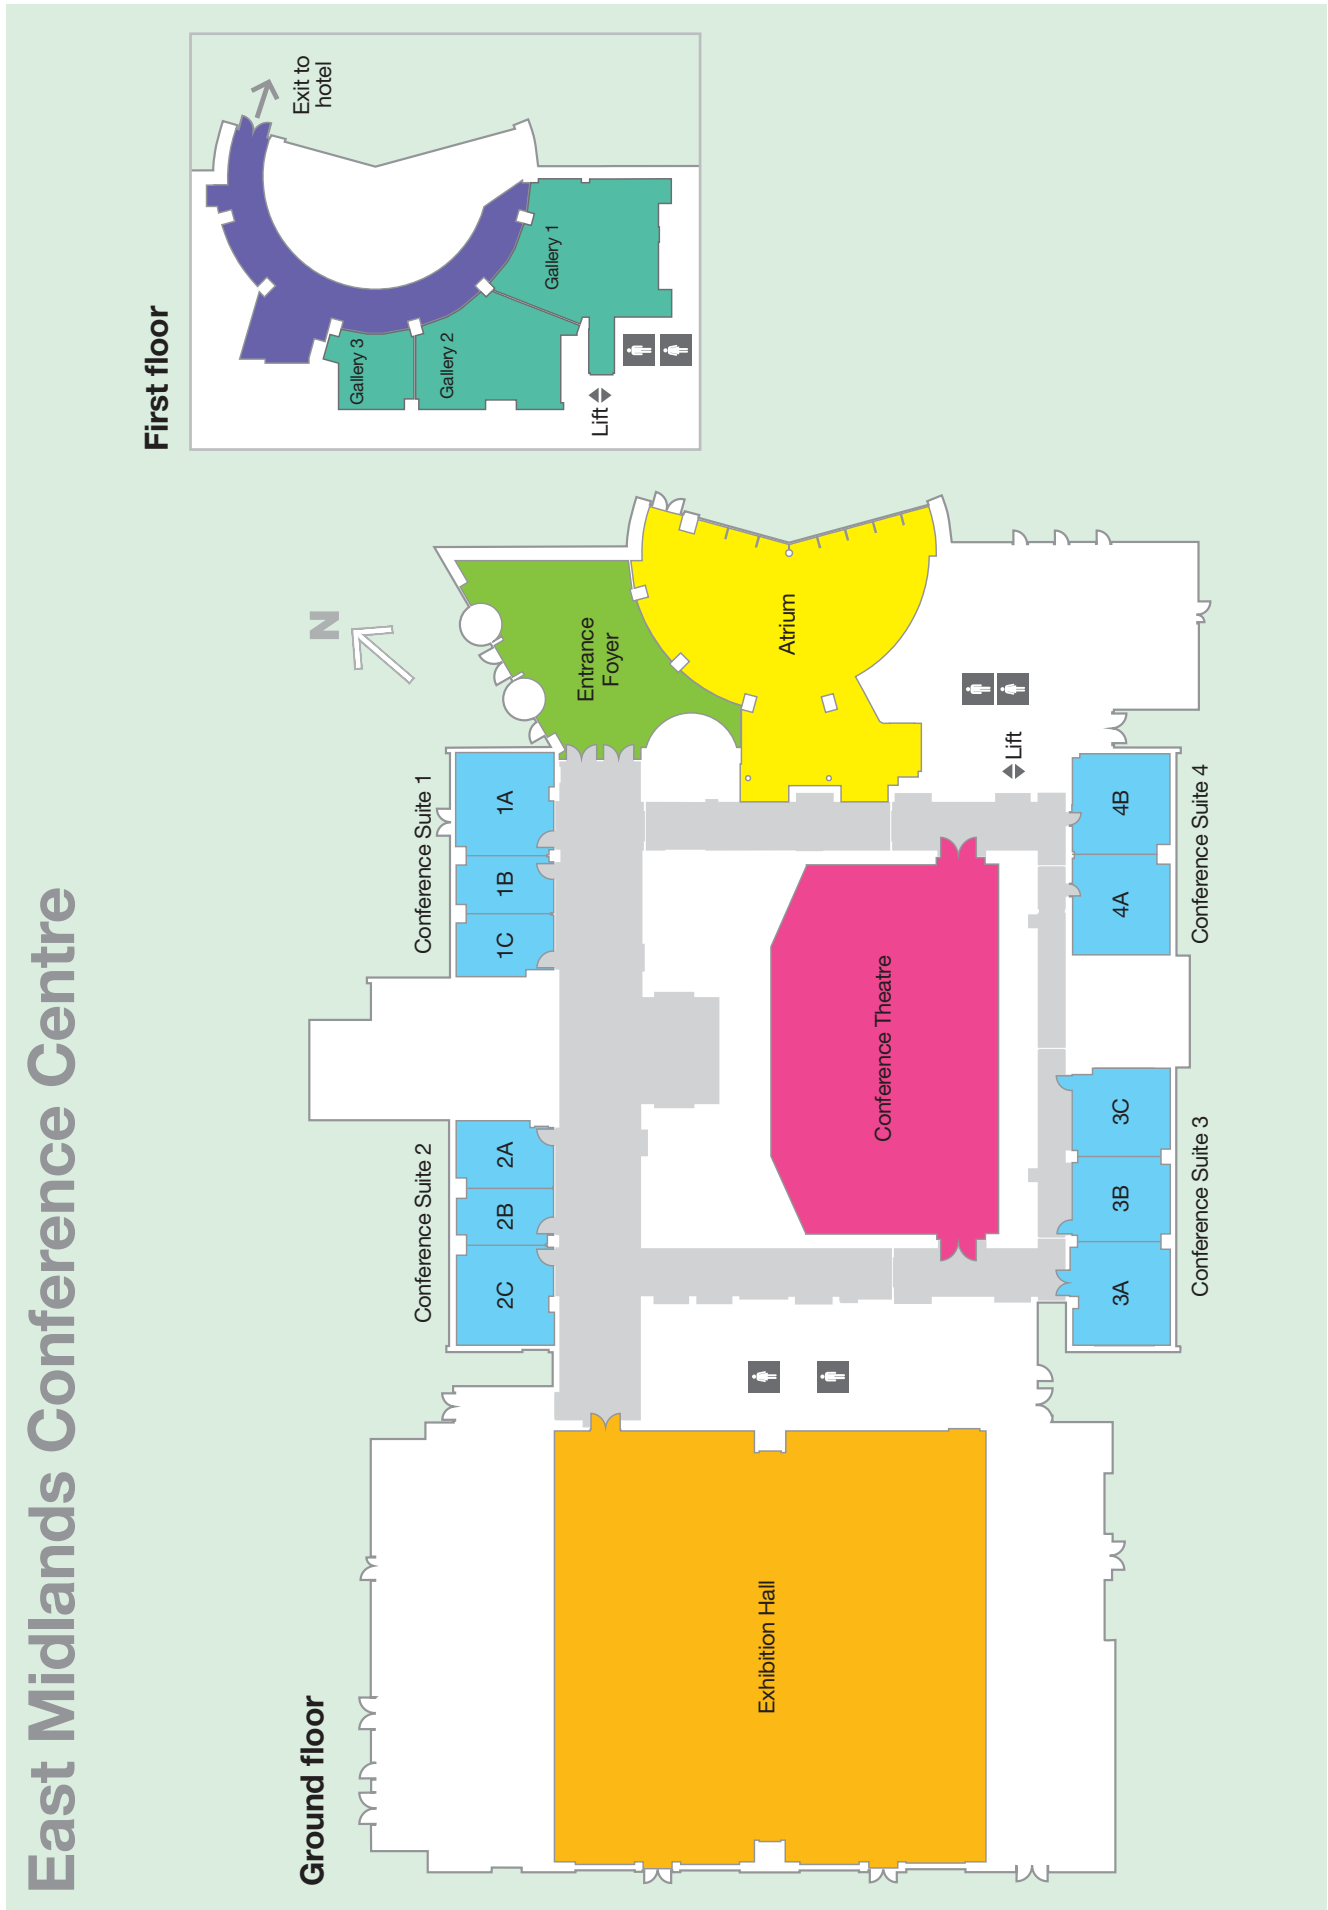 East Midlands Conference Centre
Ground floor
First floor
Exit to
hotel
Gallery 3
Gallery 2
Gallery 1
Lift
N
Conference Suite 2
Conference Suite 1
2C
2B
2A
1C
1B
1A
Entrance
Foyer
Exhibition Hall
Conference Theatre
Atrium
Lift
3A
3B
3C
4A
4B
Conference Suite 3
Conference Suite 4